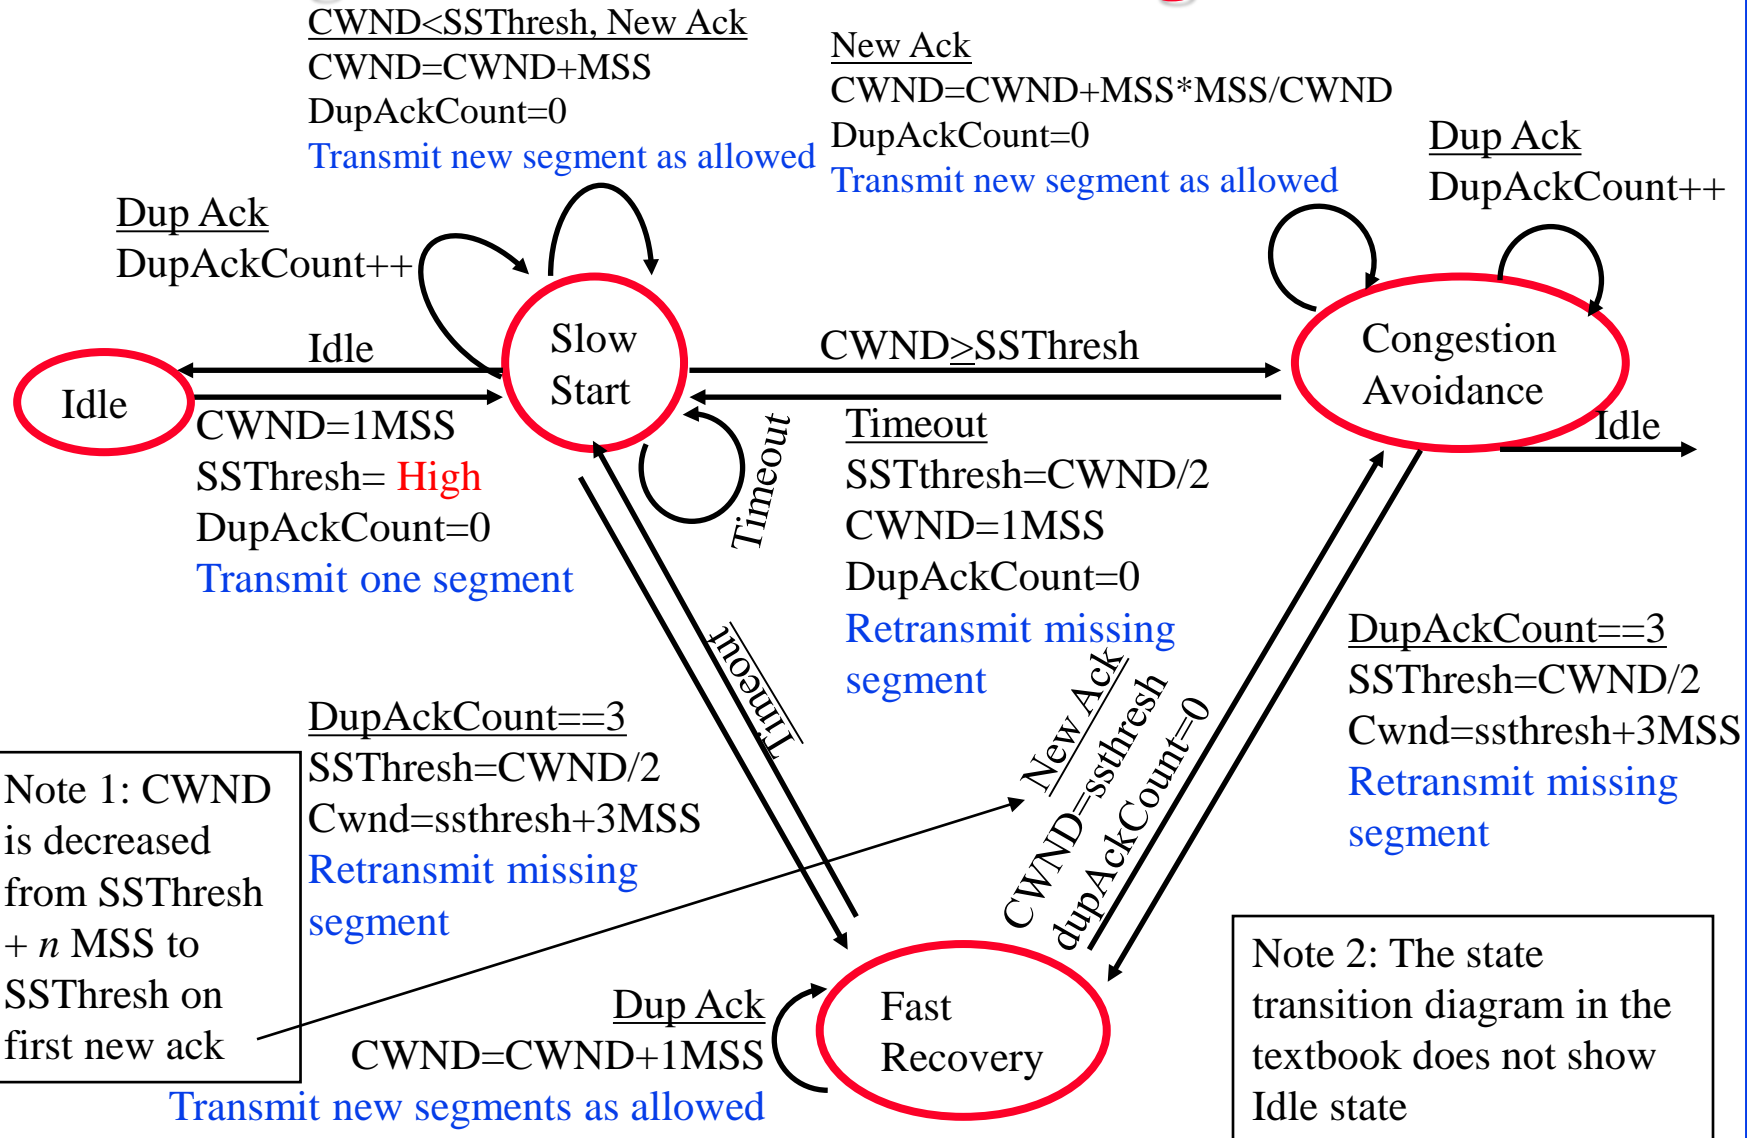 CWND<SSThresh, New Ack
CWND=CWND+MSS
DupAckCount=0
Transmit new segment as allowed
New Ack
CWND=CWND+MSS*MSS/CWND
DupAckCount=0
Transmit new segment as allowed
Dup Ack
DupAckCount++
Dup Ack
DupAckCount++
Idle
Slow
Start
CWND≥SSThresh
Congestion
Avoidance
Idle
Idle
CWND=1MSS
SSThresh= High
DupAckCount=0
Transmit one segment
Timeout
Timeout
SSTthresh=CWND/2
CWND=1MSS
DupAckCount=0
Retransmit missing
segment
Timeout
New Ack
CWND=ssthresh
dupAckCount=0
DupAckCount==3
SSThresh=CWND/2
Cwnd=ssthresh+3MSS
Retransmit missing
segment
DupAckCount==3
SSThresh=CWND/2
Cwnd=ssthresh+3MSS
Retransmit missing
segment
Note 1: CWND
is decreased
from SSThresh
+ n MSS to
SSThresh on
first new ack
Dup Ack
CWND=CWND+1MSS
Transmit new segments as allowed
Fast
Recovery
Note 2: The state
transition diagram in the
textbook does not show
Idle state